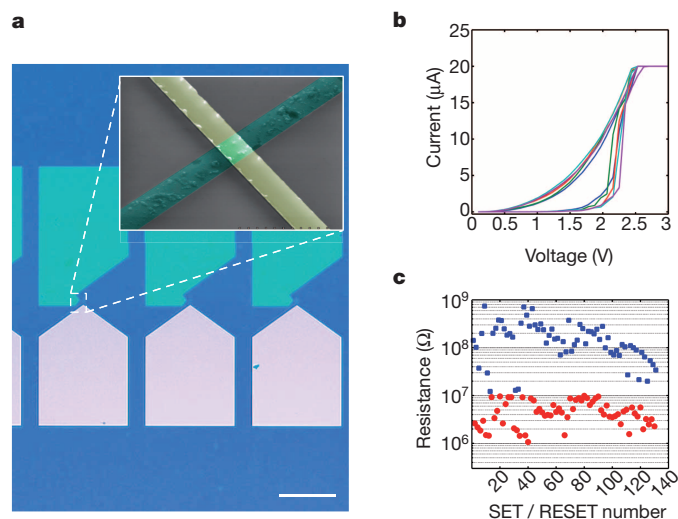 a
b
25
20
15
10
5
0
Current (μA)
0 0.5 1 1.5 2 2.5 3
Voltage (V)
c
10⁹
10⁸
10⁷
10⁶
Resistance (Ω)
20 40 60 80 100 120 140
SET / RESET number